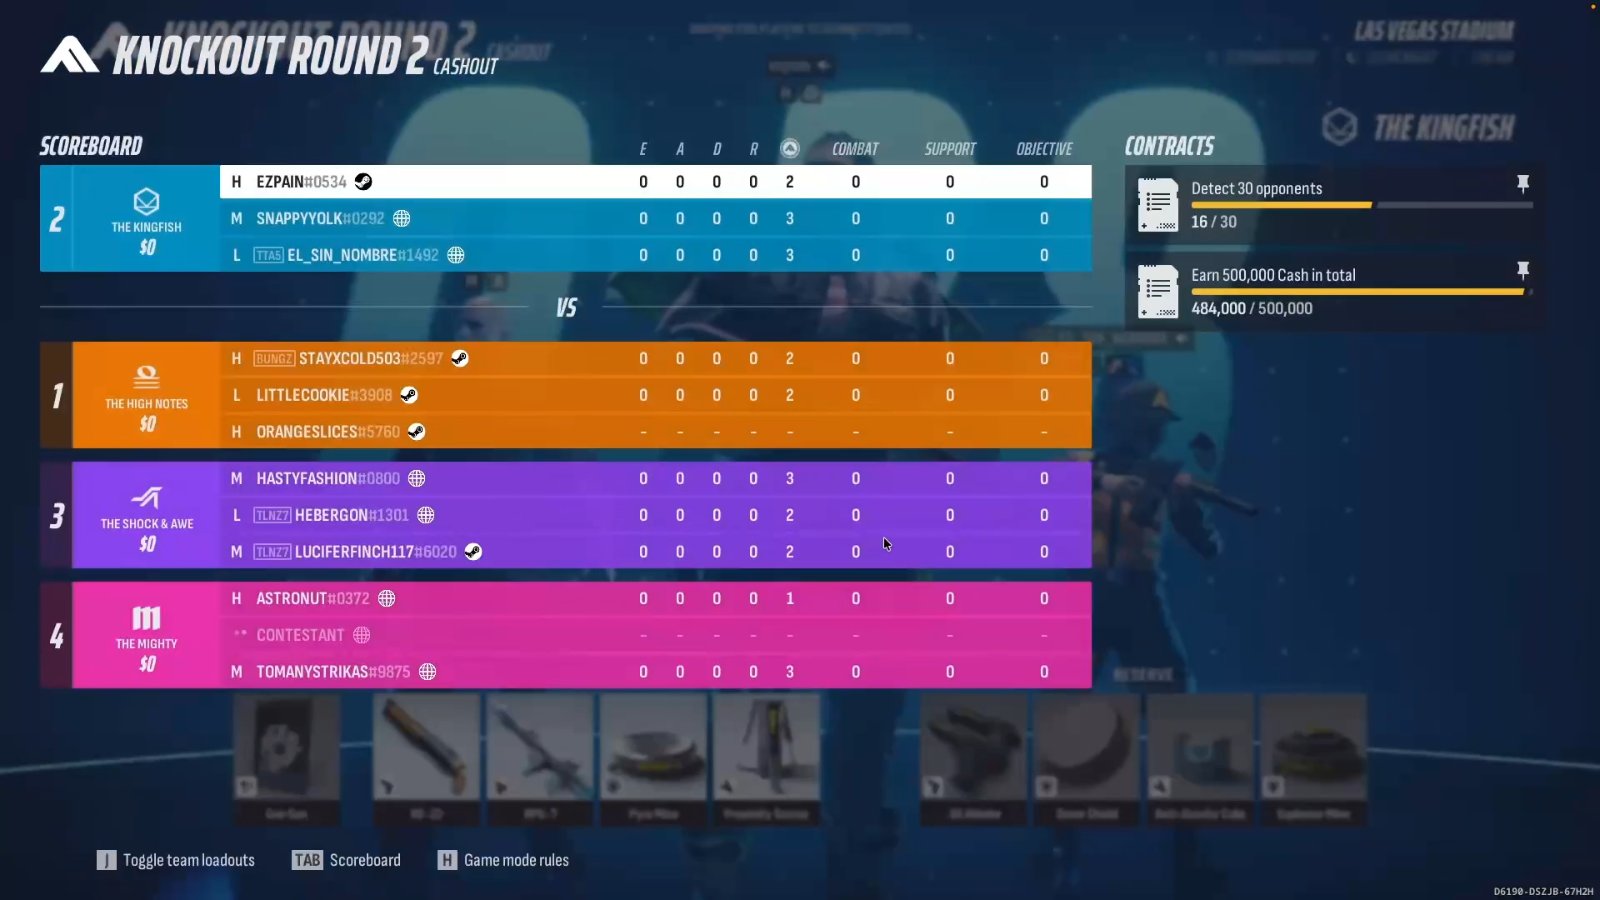 KNOCKOUT ROUND 2 CASHOUT
LAS VEGAS STADIUM
THE KINGFISH
SCOREBOARD E A D R COMBAT SUPPORT OBJECTIVE
2 THE KINGFISH $0
H EZPAIN#0534 0 0 0 0 2 0 0 0
M SNAPPYYOLK#0292 0 0 0 0 3 0 0 0
L TTAS EL_SIN_NOMBRE#1492 0 0 0 0 3 0 0 0
VS
1 THE HIGH NOTES $0
H BUNGZ STAYXCOLD503#2597 0 0 0 0 2 0 0 0
L LITTLECOOKIE#3908 0 0 0 0 2 0 0 0
H ORANGESLICES#5760 - - - - - - - -
3 THE SHOCK & AWE $0
M HASTYFASHION#0800 0 0 0 0 3 0 0 0
L TLNZ7 HEBERGON#1301 0 0 0 0 2 0 0 0
M TLNZ7 LUCIFERFINCH117#6020 0 0 0 0 2 0 0 0
4 THE MIGHTY $0
H ASTRONUT#0372 0 0 0 0 1 0 0 0
CONTESTANT - - - - - - - -
M TOMANYSTRIKAS#9875 0 0 0 0 3 0 0 0
CONTRACTS
Detect 30 opponents
16 / 30
Earn 500,000 Cash in total
484,000 / 500,000
RESERVE
J Toggle team loadouts TAB Scoreboard H Game mode rules
D6190-DSZJB-67H2H